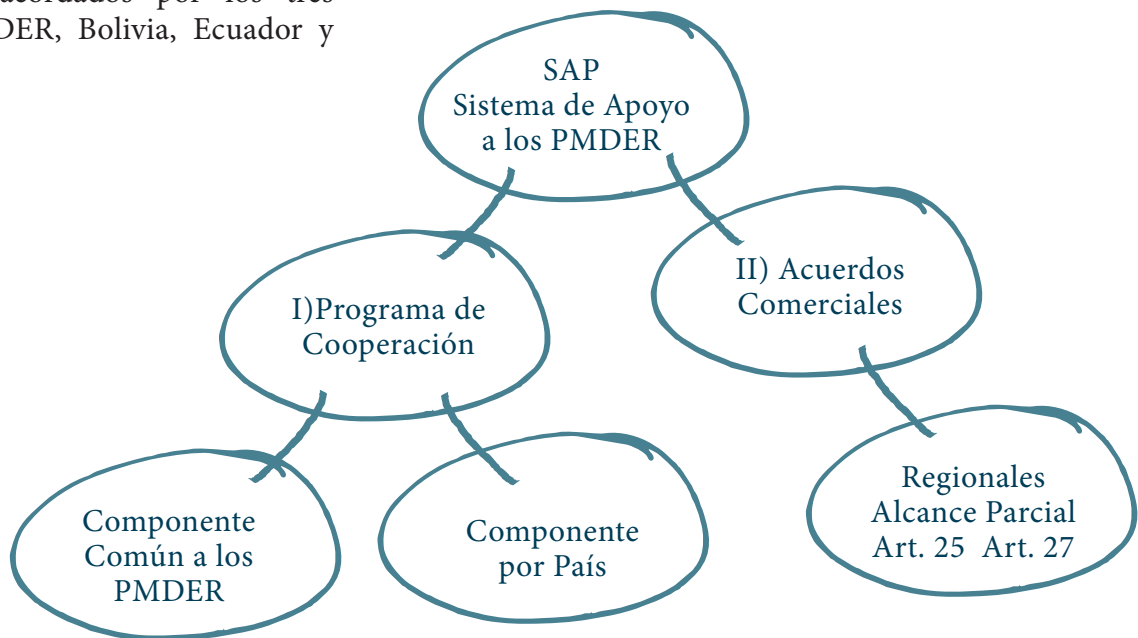 acordados por los tres
DER, Bolivia, Ecuador y
SAP
Sistema de Apoyo
a los PMDER
II) Acuerdos
Comerciales
I)Programa de
Cooperación
Componente
Común a los
PMDER
Componente
por País
Regionales
Alcance Parcial
Art. 25 Art. 27